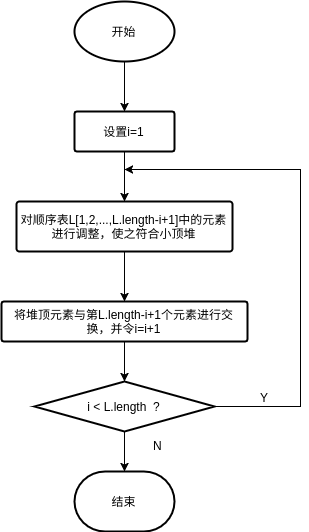 开始
设置i=1
对顺序表L[1,2,...,L.length-i+1]中的元素
进行调整，使之符合小顶堆
将堆顶元素与第L.length-i+1个元素进行交
换，并令i=i+1
i < L.length ？
Y
N
结束